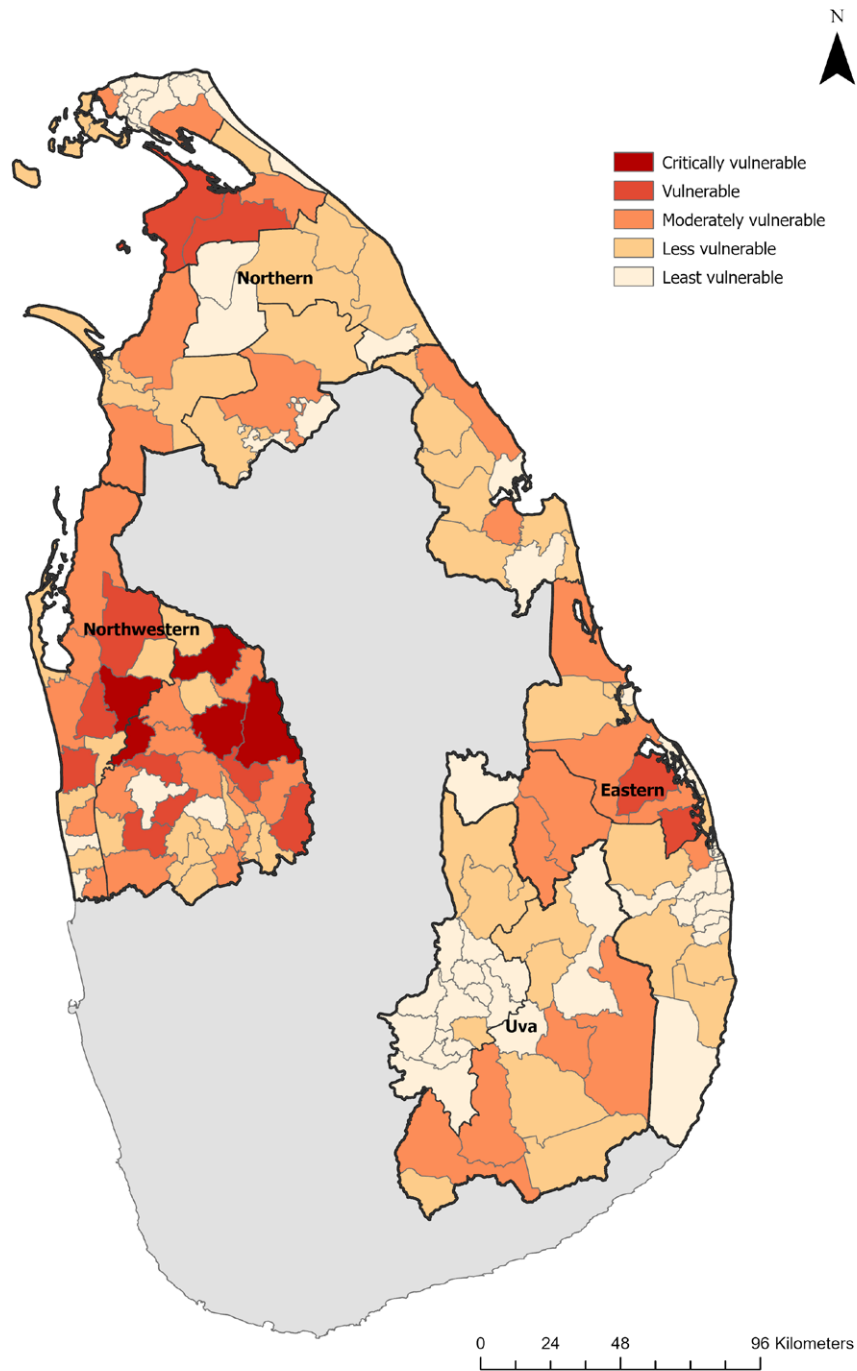 N
Critically vulnerable
Vulnerable
Moderately vulnerable
Less vulnerable
Least vulnerable
Northern
Northwestern
Eastern
Uva
0 24 48 96 Kilometers